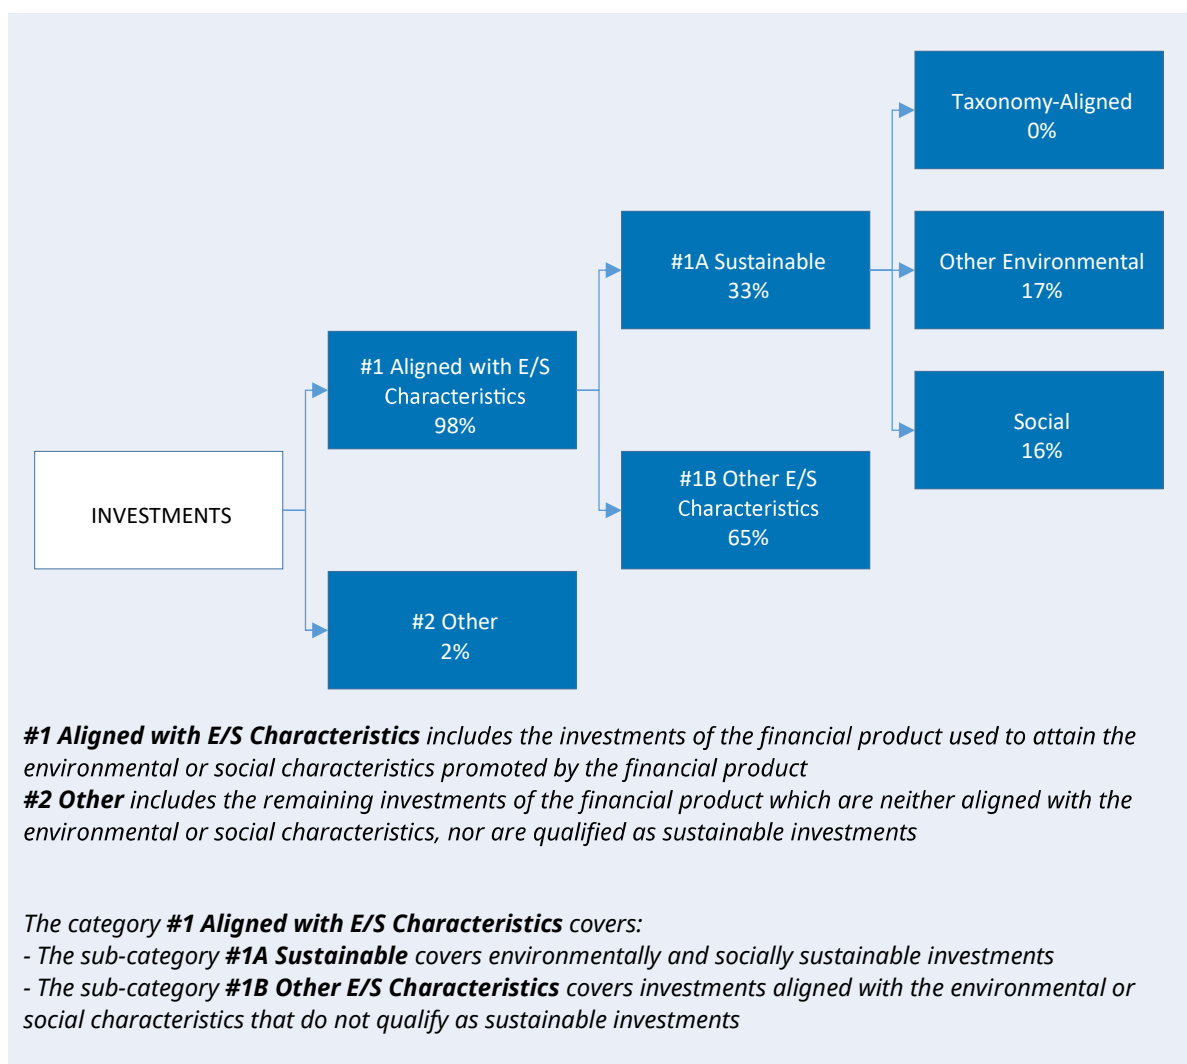 Taxonomy-Aligned
0%
#1A Sustainable
33%
Other Environmental
17%
#1 Aligned with E/S
Characteristics
98%
Social
16%
#1B Other E/S
Characteristics
65%
INVESTMENTS
#2 Other
2%
#1 Aligned with E/S Characteristics includes the investments of the financial product used to attain the
environmental or social characteristics promoted by the financial product
#2 Other includes the remaining investments of the financial product which are neither aligned with the
environmental or social characteristics, nor are qualified as sustainable investments
The category #1 Aligned with E/S Characteristics covers:
- The sub-category #1A Sustainable covers environmentally and socially sustainable investments
- The sub-category #1B Other E/S Characteristics covers investments aligned with the environmental or
social characteristics that do not qualify as sustainable investments